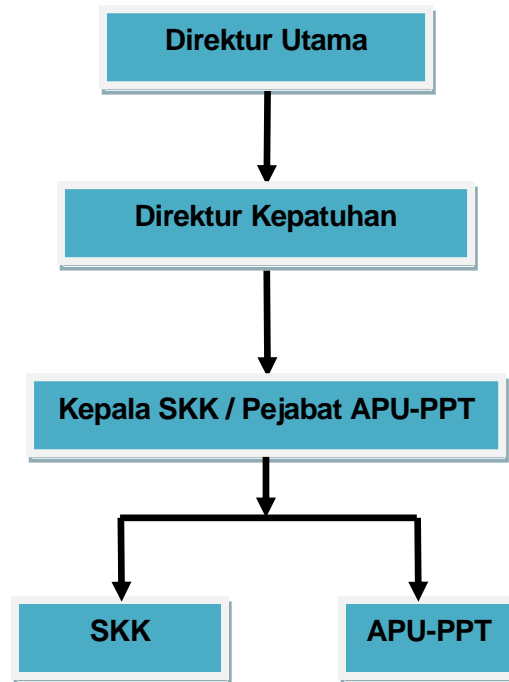 Direktur Utama
Direktur Kepatuhan
Kepala SKK / Pejabat APU-PPT
SKK
APU-PPT